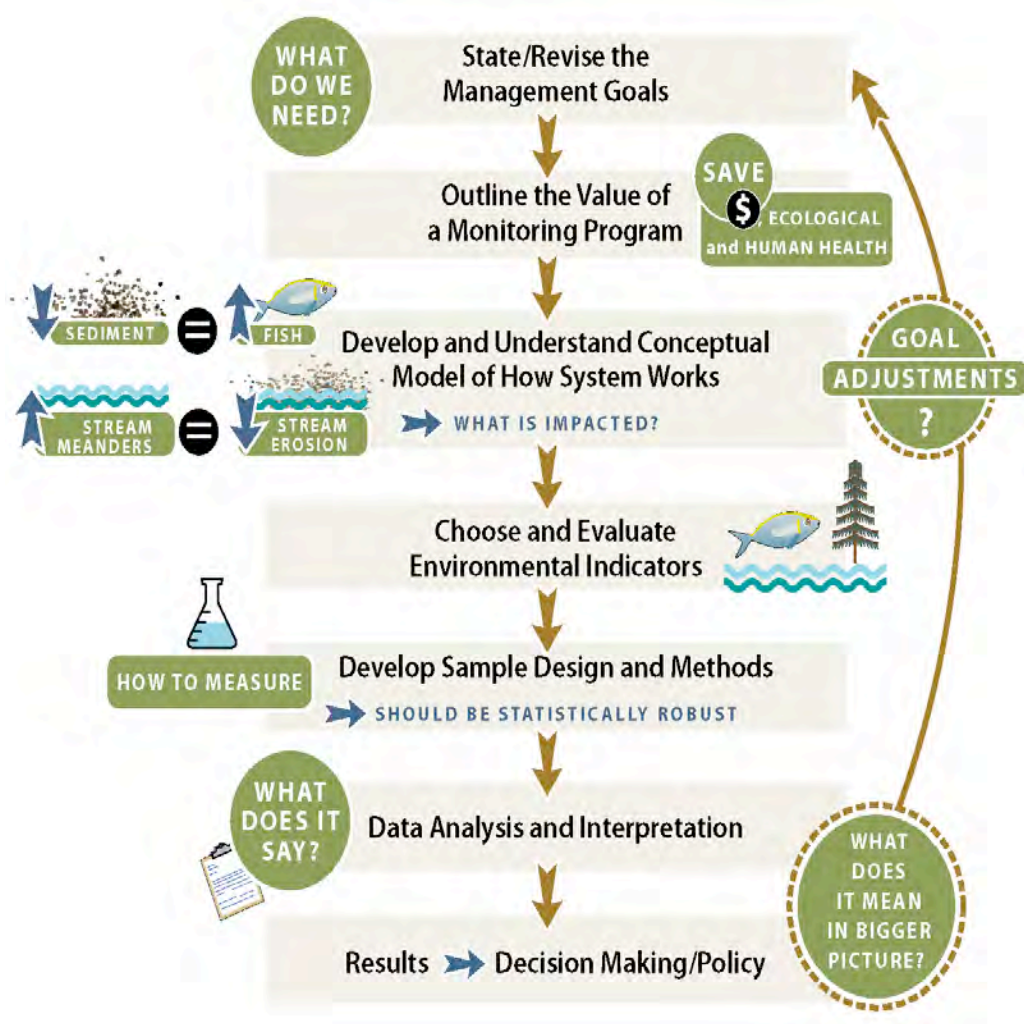 WHAT
DO WE
NEED?
State/Revise the
Management Goals
Outline the Value of
a Monitoring Program
SAVE
$, ECOLOGICAL
and HUMAN HEALTH
SEDIMENT
=
FISH
STREAM
MEANDERS
=
STREAM
EROSION
Develop and Understand Conceptual
Model of How System Works
WHAT IS IMPACTED?
GOAL
ADJUSTMENTS
?
Choose and Evaluate
Environmental Indicators
HOW TO MEASURE
Develop Sample Design and Methods
SHOULD BE STATISTICALLY ROBUST
WHAT
DOES IT
SAY?
Data Analysis and Interpretation
WHAT
DOES
IT MEAN
IN BIGGER
PICTURE?
Results
Decision Making/Policy